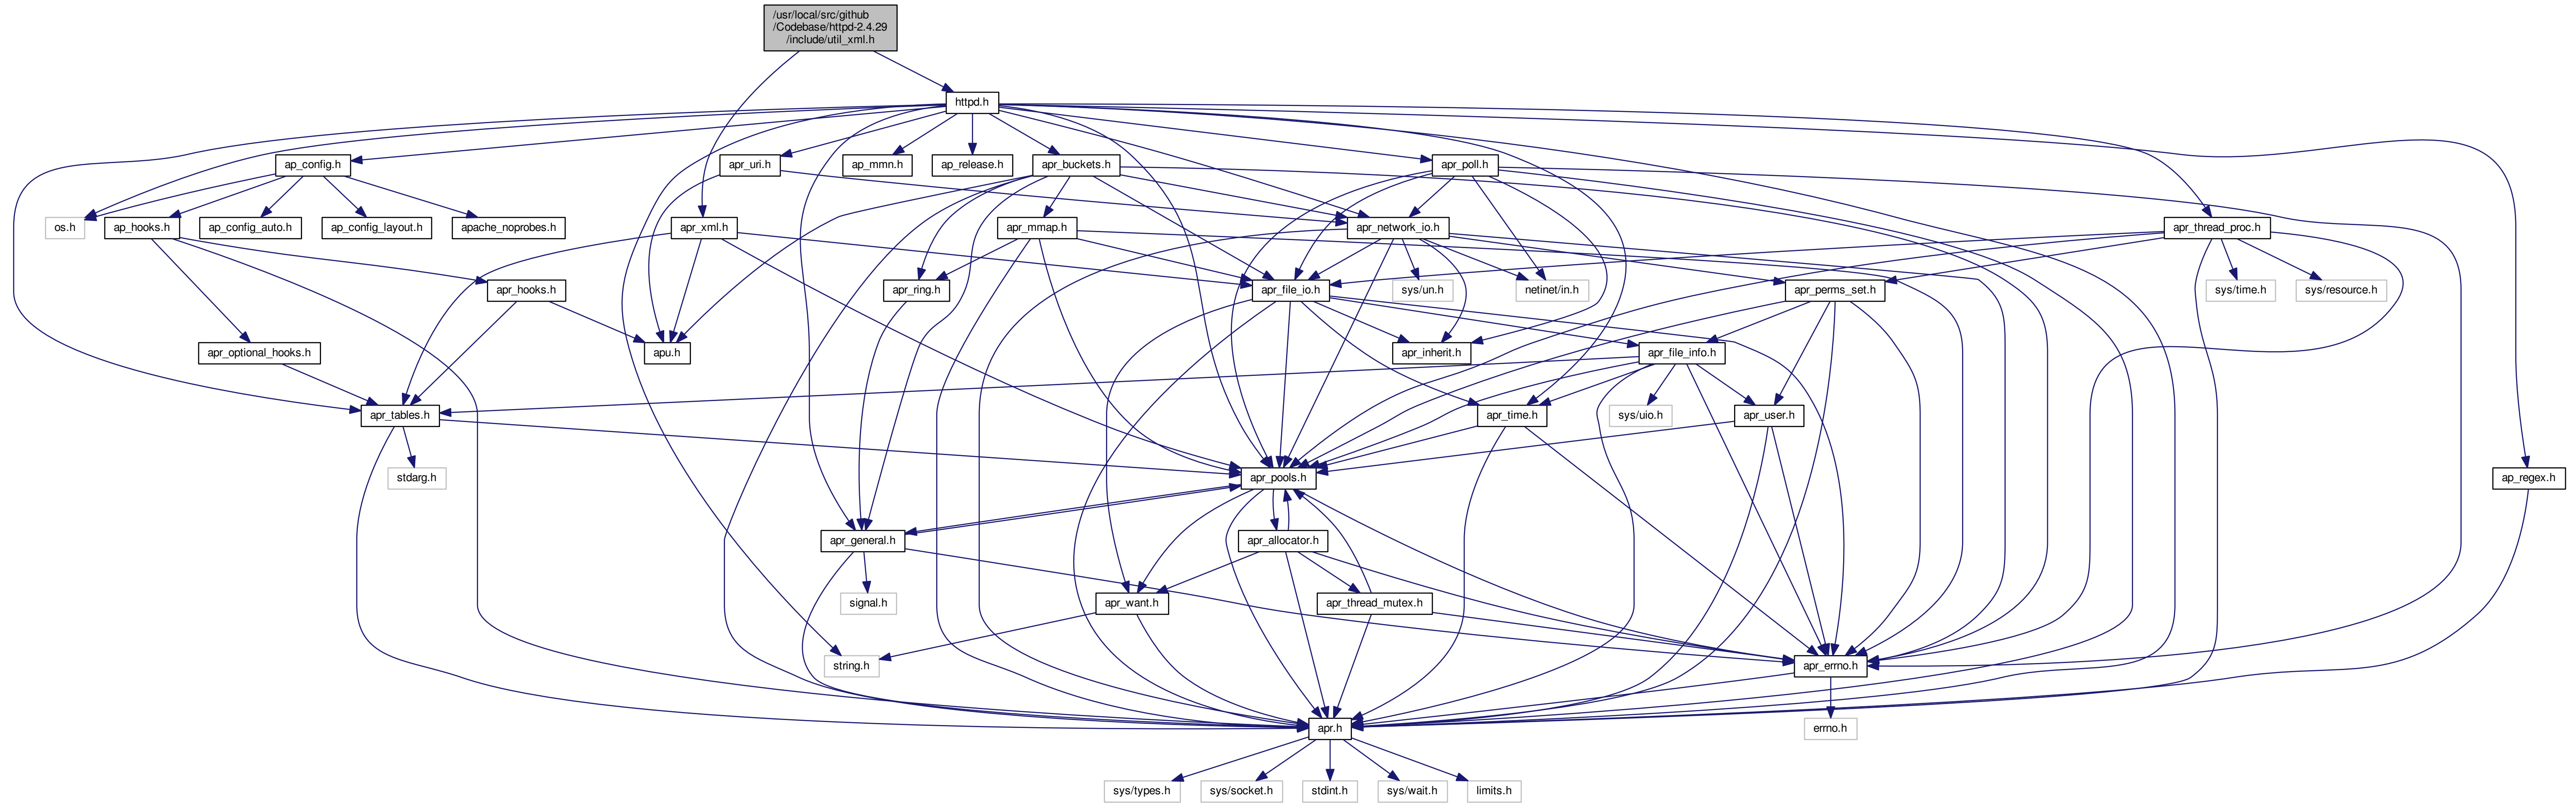 /usr/local/src/github
/Codebase/httpd-2.4.29
/include/util_xml.h
httpd.h
ap_config.h
apr_uri.h
ap_mmn.h
ap_release.h
apr_buckets.h
apr_poll.h
os.h
ap_hooks.h
ap_config_auto.h
ap_config_layout.h
apache_noprobes.h
apr_xml.h
apr_mmap.h
apr_network_io.h
apr_thread_proc.h
apr_hooks.h
apr_ring.h
apr_file_io.h
sys/un.h
netinet/in.h
apr_perms_set.h
sys/time.h
sys/resource.h
apr_optional_hooks.h
apu.h
apr_inherit.h
apr_file_info.h
apr_tables.h
apr_time.h
sys/uio.h
apr_user.h
stdarg.h
apr_pools.h
ap_regex.h
apr_general.h
apr_allocator.h
signal.h
apr_want.h
apr_thread_mutex.h
string.h
apr_errno.h
apr.h
errno.h
sys/types.h
sys/socket.h
stdint.h
sys/wait.h
limits.h